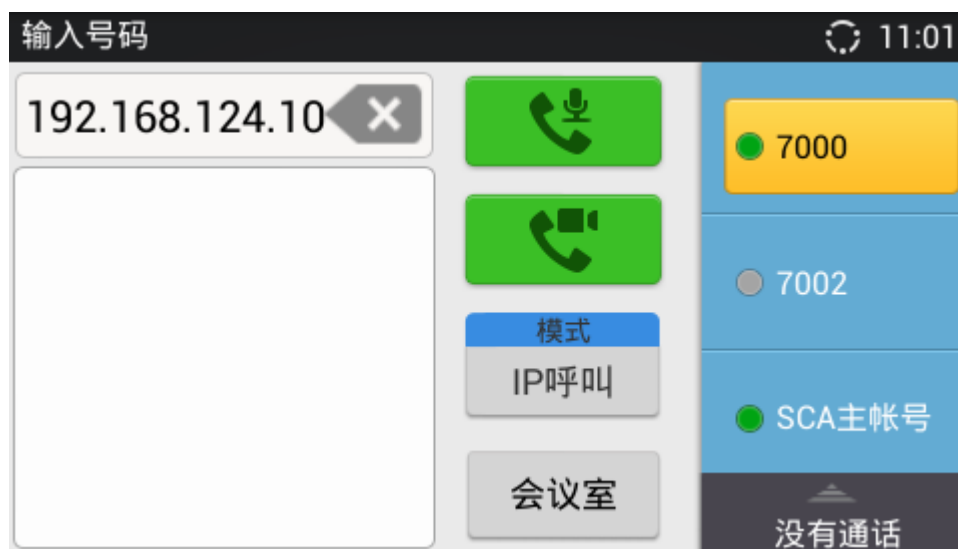 输入号码
11:01
192.168.124.10
7000
7002
模式
IP呼叫
SCA主帐号
会议室
没有通话